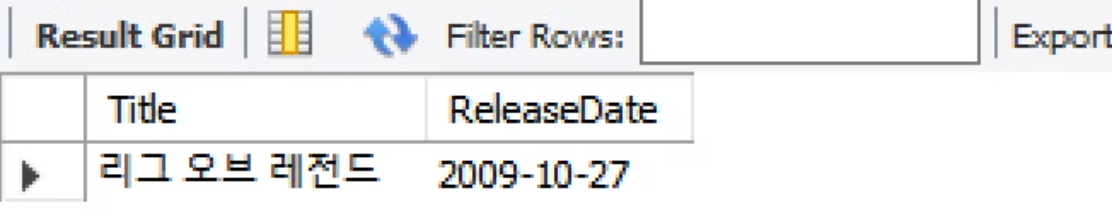 Result Grid Filter Rows: Export
Title ReleaseDate
리그 오브 레전드 2009-10-27